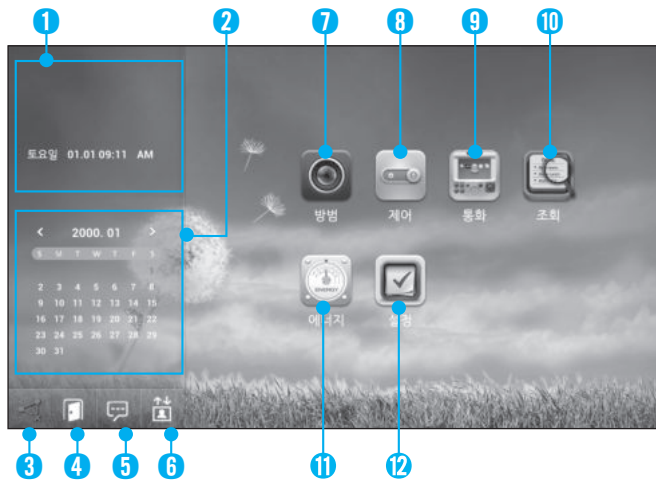 1 2 7 8 9 10
토요일 01.01 09:11 AM
방범 제어 통화 조회
< 2000. 01 >
S M T W T F S
1
2 3 4 5 6 7 8
9 10 11 12 13 14 15
16 17 18 19 20 21 22
23 24 25 26 27 28 29
30 31
ENERGY
에너지 설정
3 4 5 6 11 12